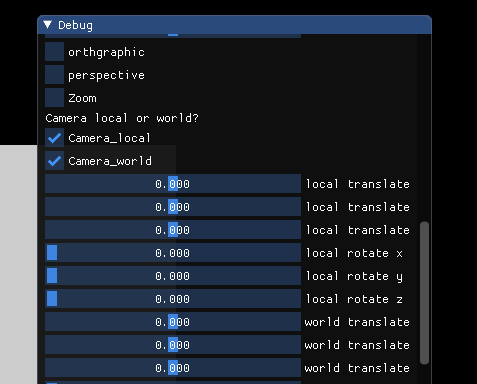 Debug
orthgraphic
perspective
Zoom
Camera local or world?
Camera_local
Camera_world
0.000 local translate
0.000 local translate
0.000 local translate
0.000 local rotate x
0.000 local rotate y
0.000 local rotate z
0.000 world translate
0.000 world translate
0.000 world translate